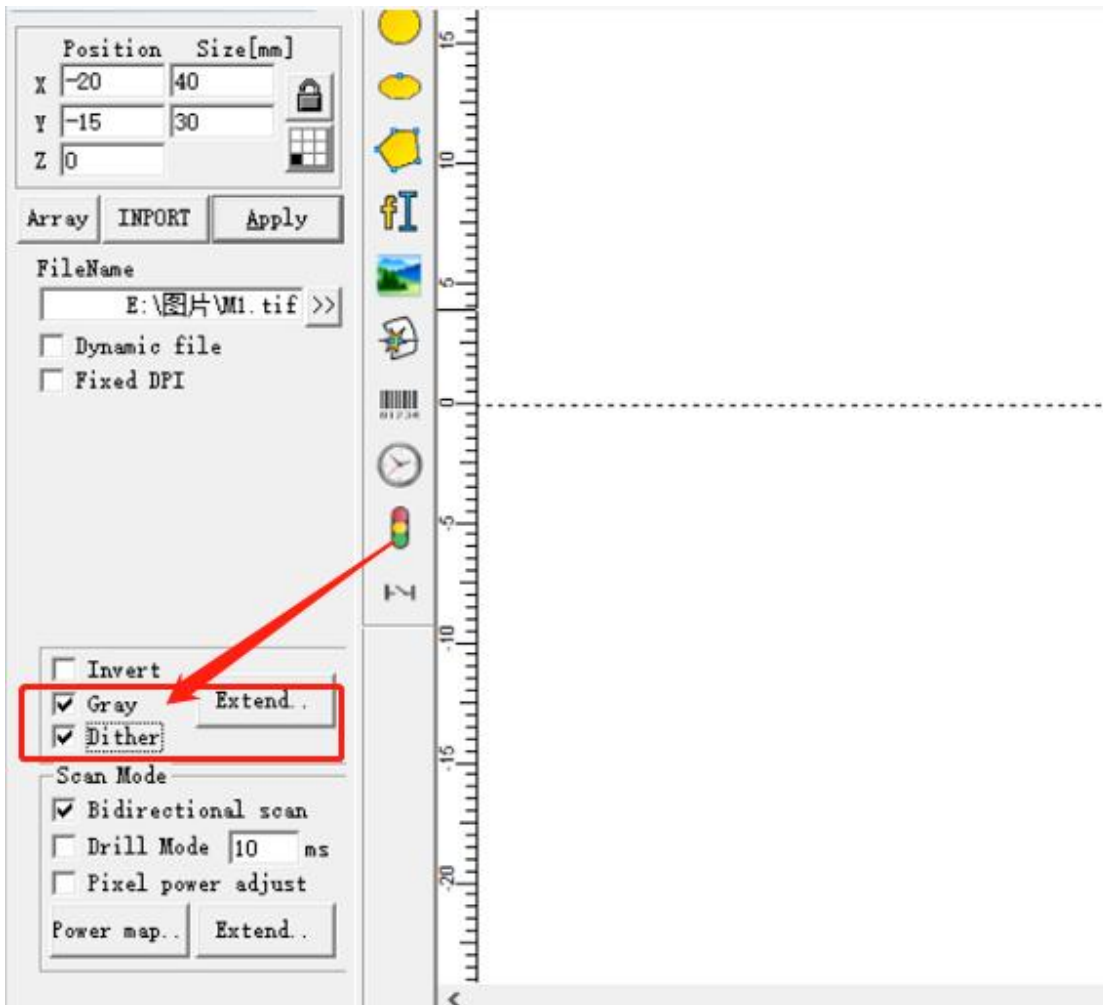 Position Size[mm]
X -20 40
Y -15 30
Z 0
Array INPORT Apply
FileName
E:\图片\M1.tif >>
Dynamic file
Fixed DPI
Invert
Gray Extend..
Dither
Scan Mode
Bidirectional scan
Drill Mode 10 ms
Pixel power adjust
Power map.. Extend..
fI
01234
15
10
5
0
-5
-10
-15
-20